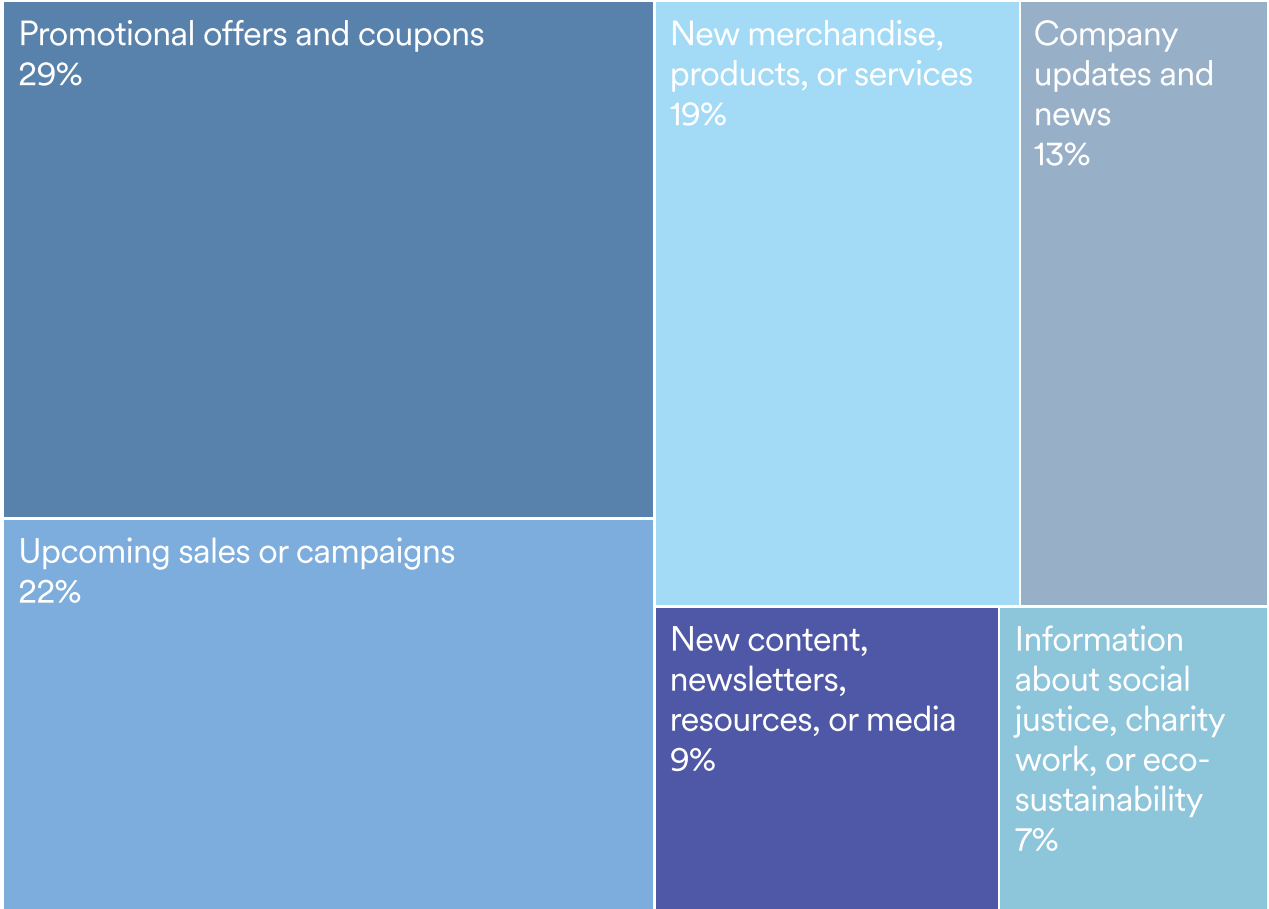 Promotional offers and coupons
29%
New merchandise,
products, or services
19%
Company
updates and
news
13%
Upcoming sales or campaigns
22%
New content,
newsletters,
resources, or media
9%
Information
about social
justice, charity
work, or eco-
sustainability
7%